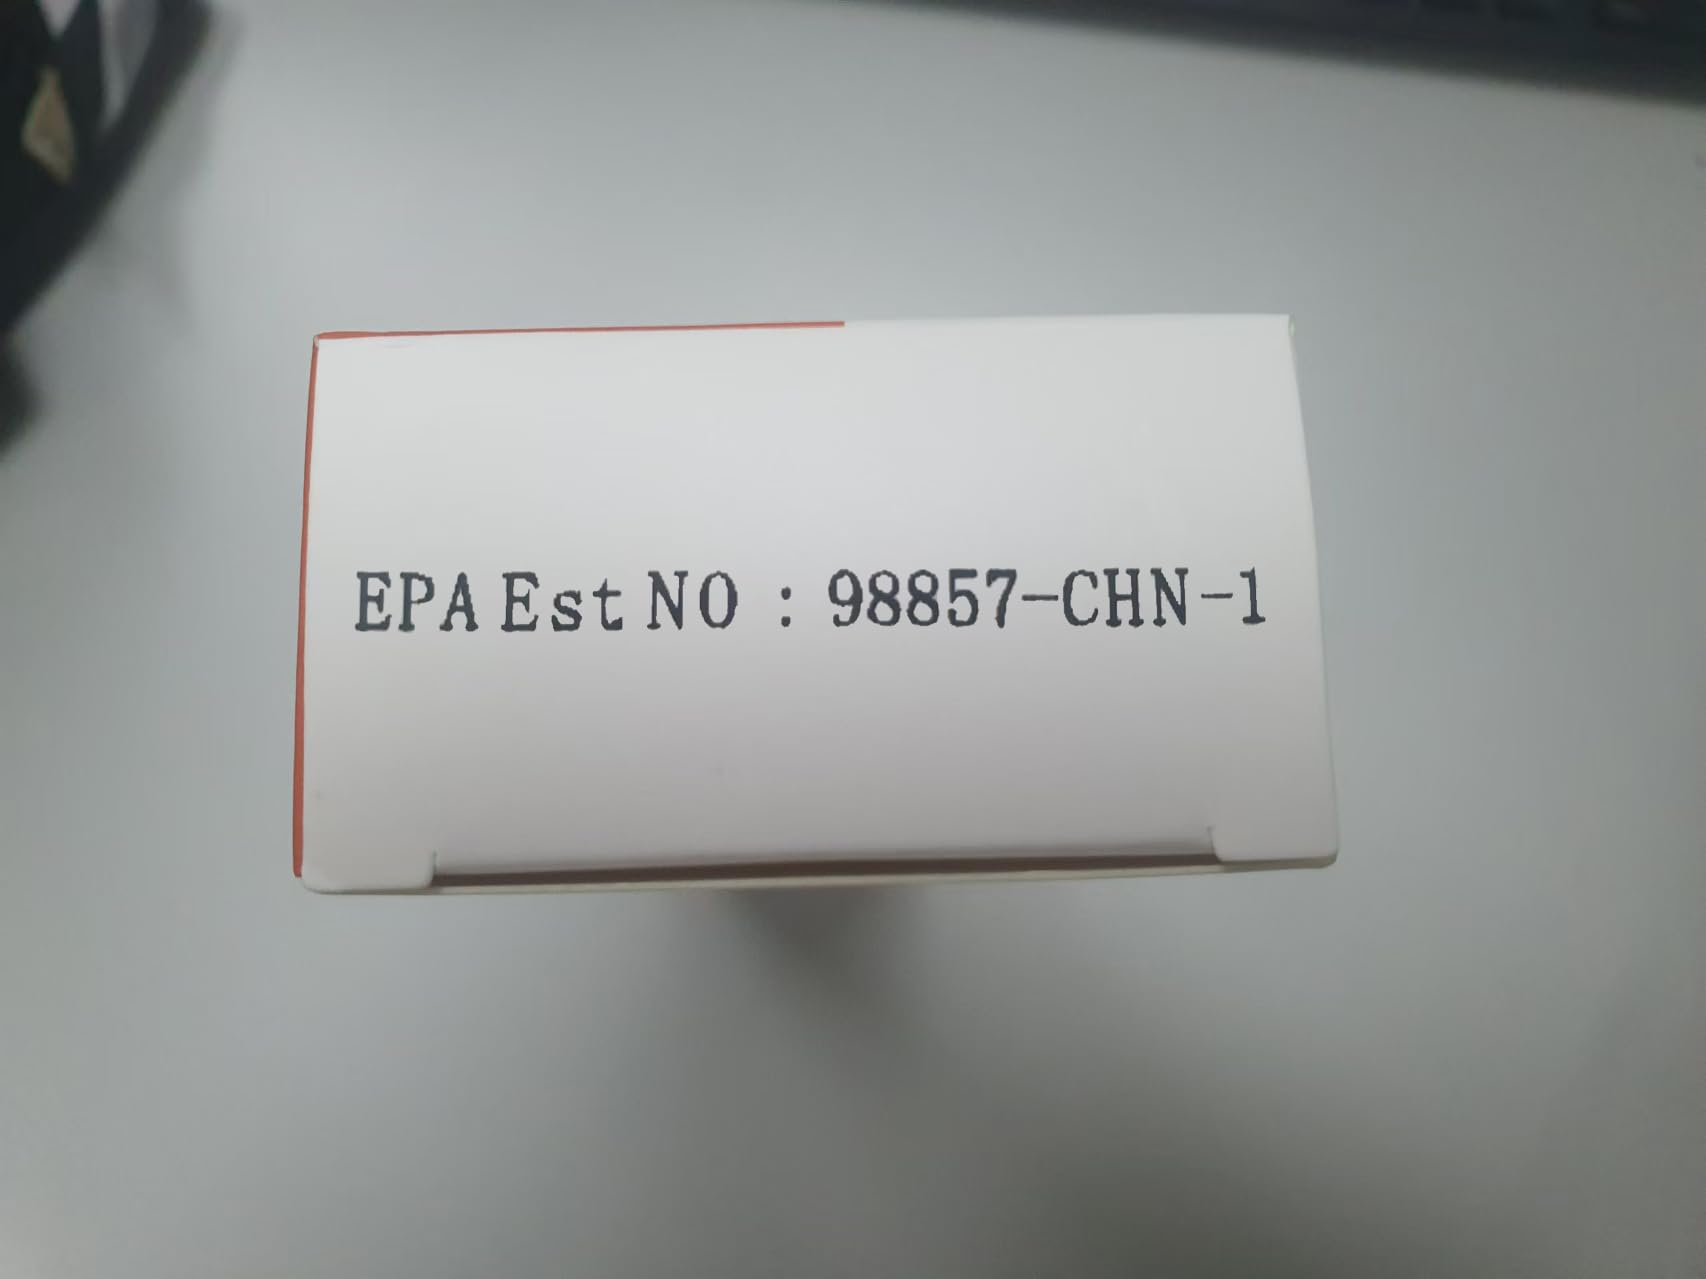 EPA Est NO : 98857-CHN-1